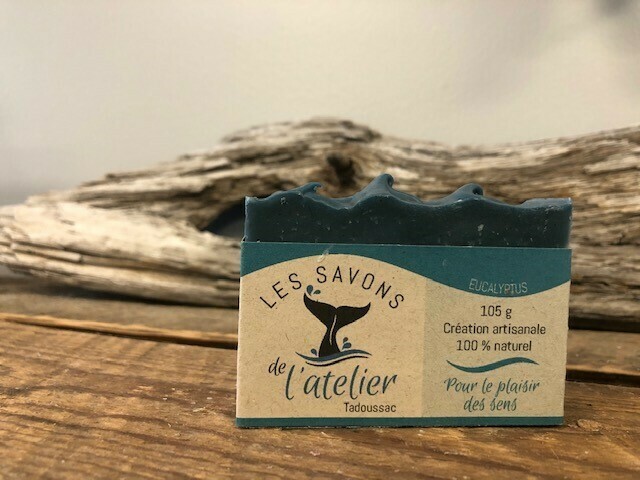 LES SAVONS
de l'atelier
Tadoussac
EUCALYPTUS
105 g
Création artisanale
100 % naturel
Pour le plaisir
des sens